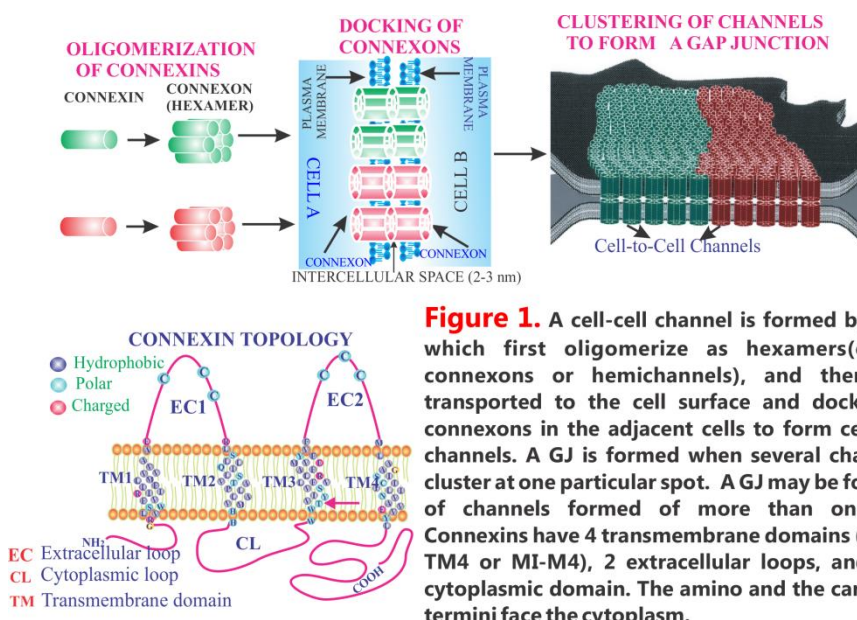 OLIGOMERIZATION
OF CONNEXINS
DOCKING OF
CONNEXONS
CLUSTERING OF CHANNELS
TO FORM A GAP JUNCTION
CONNEXIN
CONNEXON
(HEXAMER)
PLASMA
MEMBRANE
PLASMA
MEMBRANE
CELL A
CELL B
CONNEXON
CONNEXON
INTERCELLULAR SPACE (2-3 nm)
Cell-to-Cell Channels
CONNEXIN TOPOLOGY
Hydrophobic
Polar
Charged
C
C
C
EC1
C
C
C
EC2
TM1
TM2
TM3
TM4
NH2
CL
COOH
EC Extracellular loop
CL Cytoplasmic loop
TM Transmembrane domain
Figure 1. A cell-cell channel is formed b
which first oligomerize as hexamers(
connexons or hemichannels), and then
transported to the cell surface and dock
connexons in the adjacent cells to form ce
channels. A GJ is formed when several cha
cluster at one particular spot. A GJ may be fo
of channels formed of more than on
Connexins have 4 transmembrane domains (
TM4 or MI-M4), 2 extracellular loops, and
cytoplasmic domain. The amino and the car
termini face the cytoplasm.